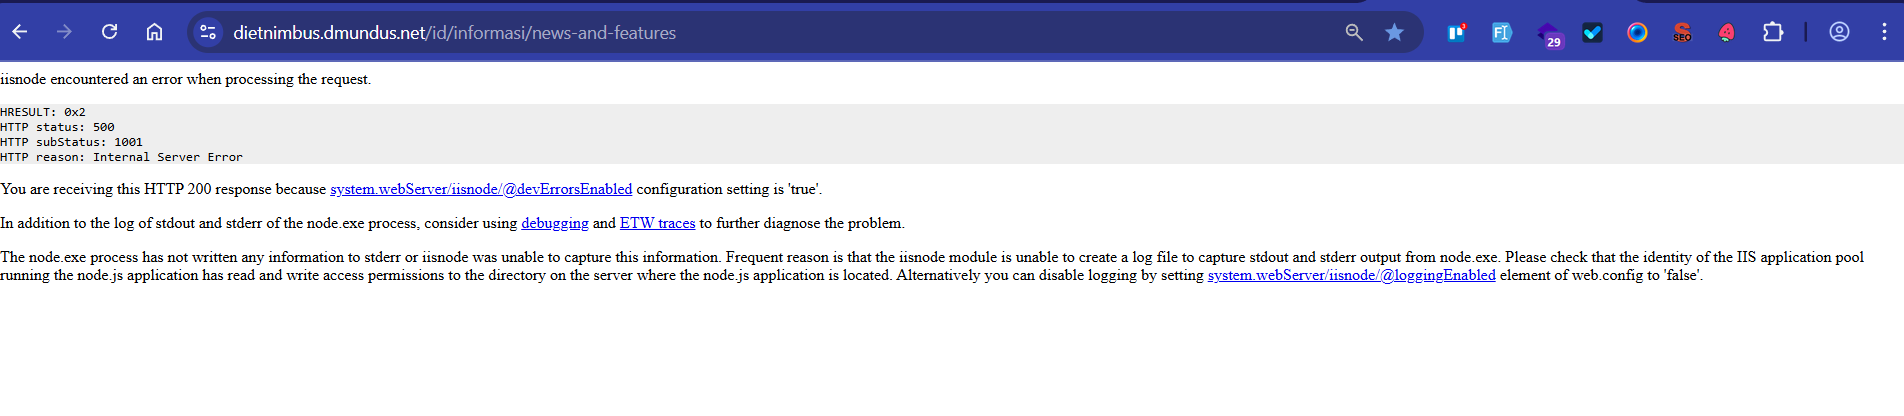 dietnimbus.dmundus.net/id/informasi/news-and-features
3
FI
29
SEO
iisnode encountered an error when processing the request.
HRESULT: 0x2
HTTP status: 500
HTTP subStatus: 1001
HTTP reason: Internal Server Error
You are receiving this HTTP 200 response because system.webServer/iisnode/@devErrorsEnabled configuration setting is 'true'.
In addition to the log of stdout and stderr of the node.exe process, consider using debugging and ETW traces to further diagnose the problem.
The node.exe process has not written any information to stderr or iisnode was unable to capture this information. Frequent reason is that the iisnode module is unable to create a log file to capture stdout and stderr output from node.exe. Please check that the identity of the IIS application pool
running the node.js application has read and write access permissions to the directory on the server where the node.js application is located. Alternatively you can disable logging by setting system.webServer/iisnode/@loggingEnabled element of web.config to 'false'.